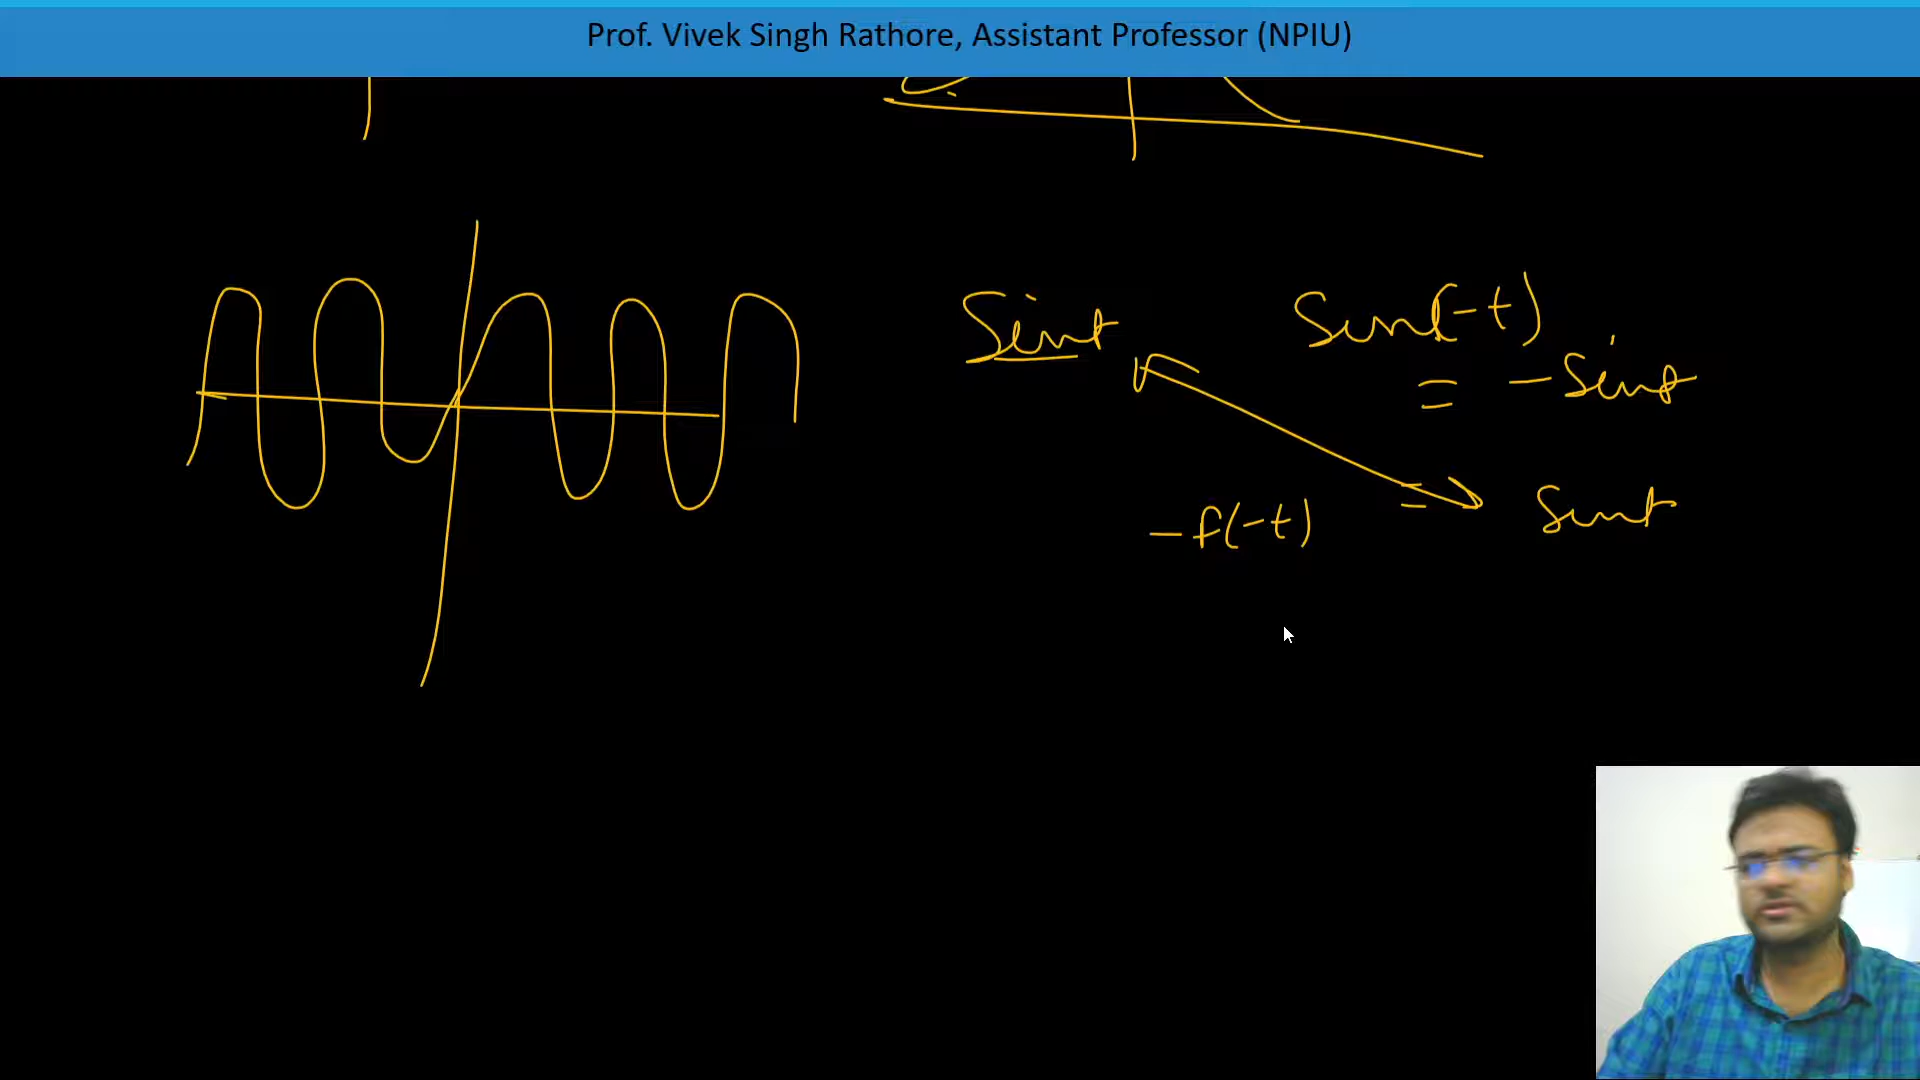 Prof. Vivek Singh Rathore, Assistant Professor (NPIU)
Sint
Sin(-t)
= - Sint
-f(-t) = Sint